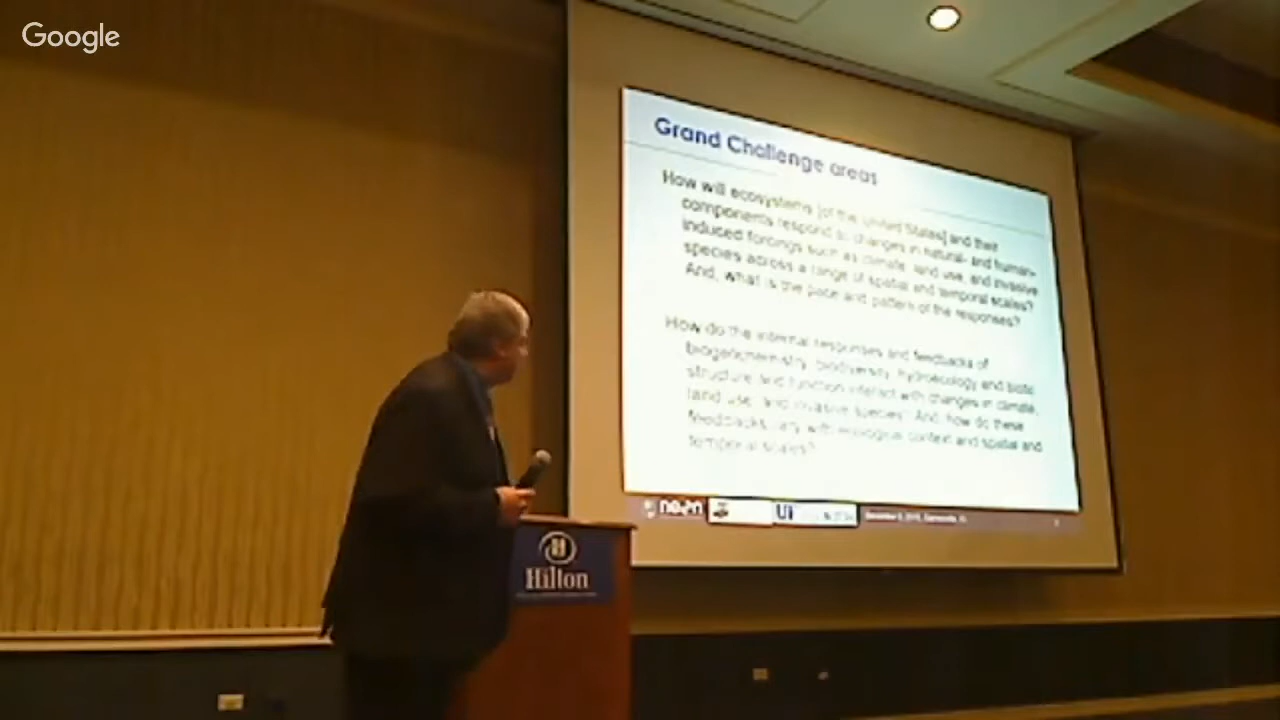 Google
Grand Challenge areas
How will ecosystems [of the United States] and their
components respond to changes in natural- and human-
induced forcings such as climate, land use, and invasive
species across a range of spatial and temporal scales?
And, what is the pace and pattern of the responses?
How do the internal responses and feedbacks of
biogeochemistry, biodiversity, hydroecology and biotic
structure and function interact with changes in climate,
land use, and invasive species? And, how do these
feedbacks vary with ecological context and spatial and
temporal scales?
neon
UF
Hilton